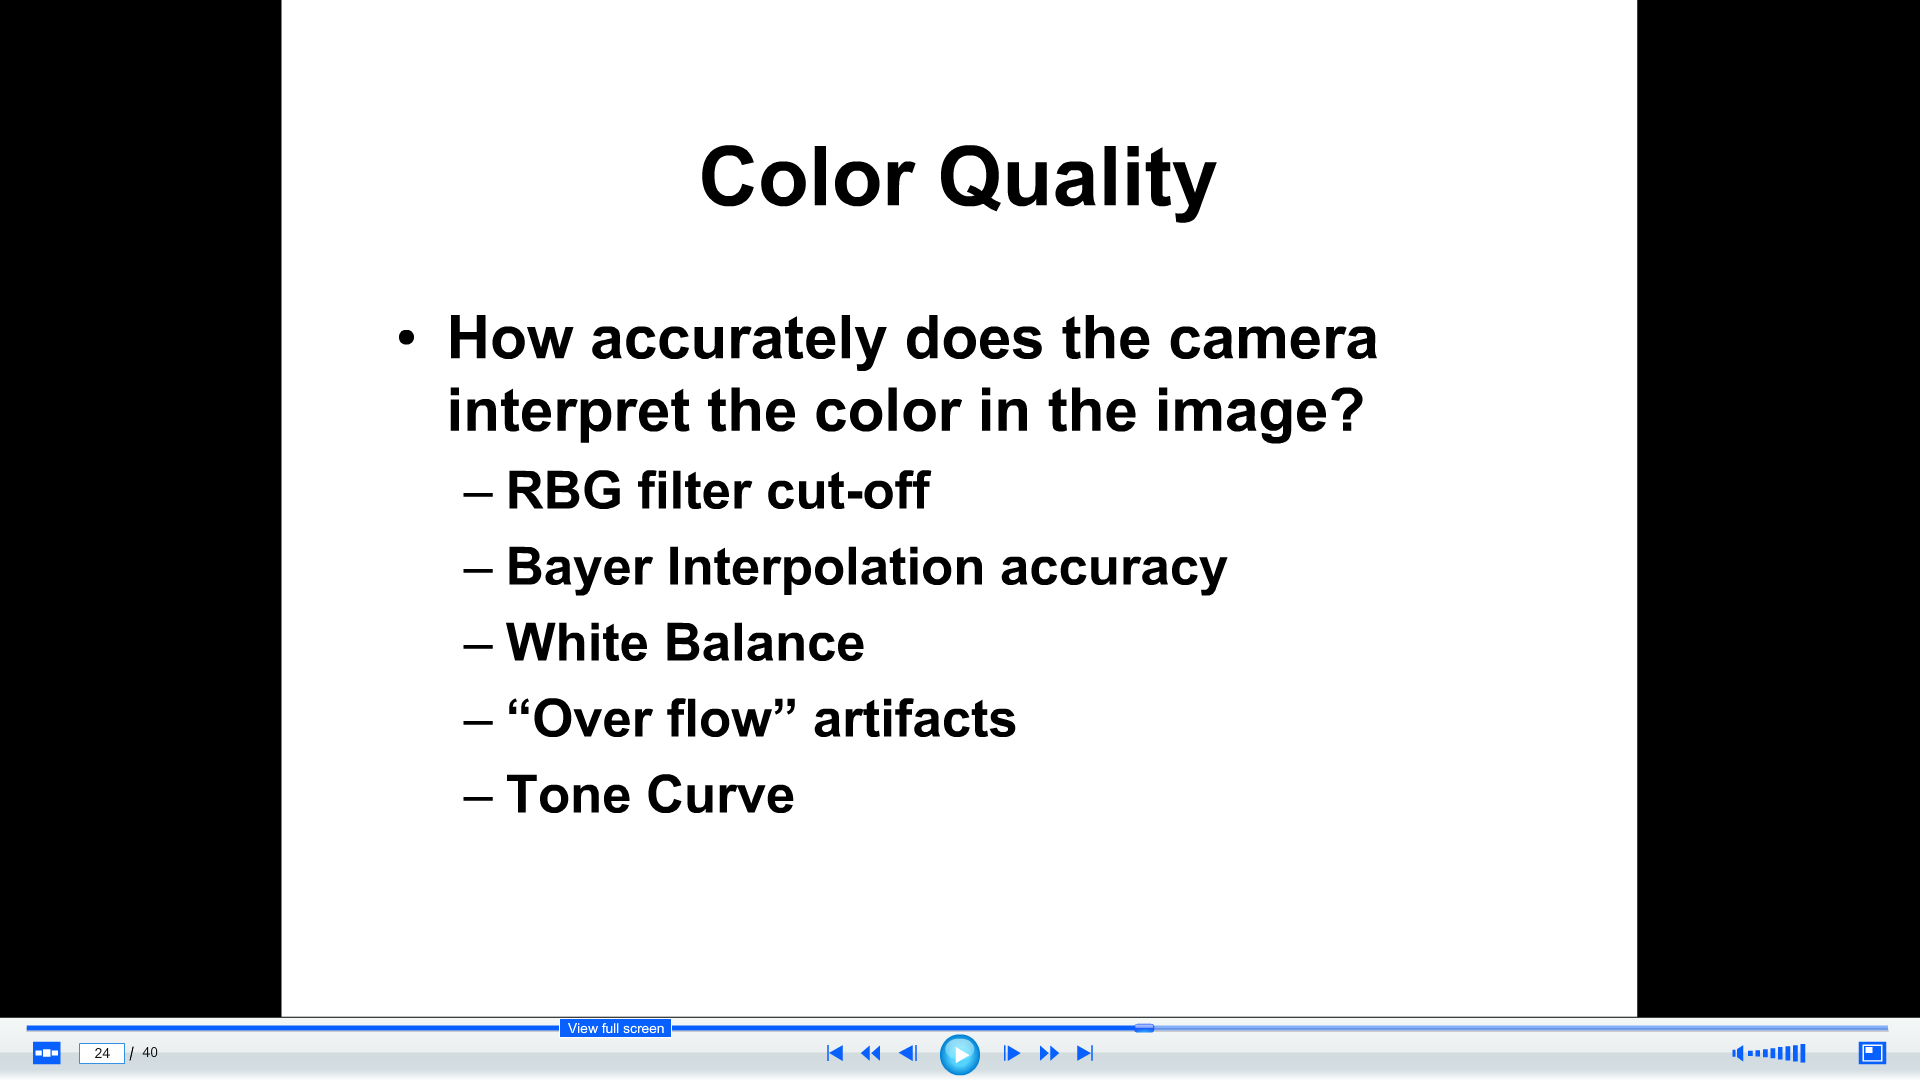 Color Quality
• How accurately does the camera
interpret the color in the image?
– RBG filter cut-off
– Bayer Interpolation accuracy
– White Balance
– “Over flow” artifacts
– Tone Curve
View full screen
24 / 40